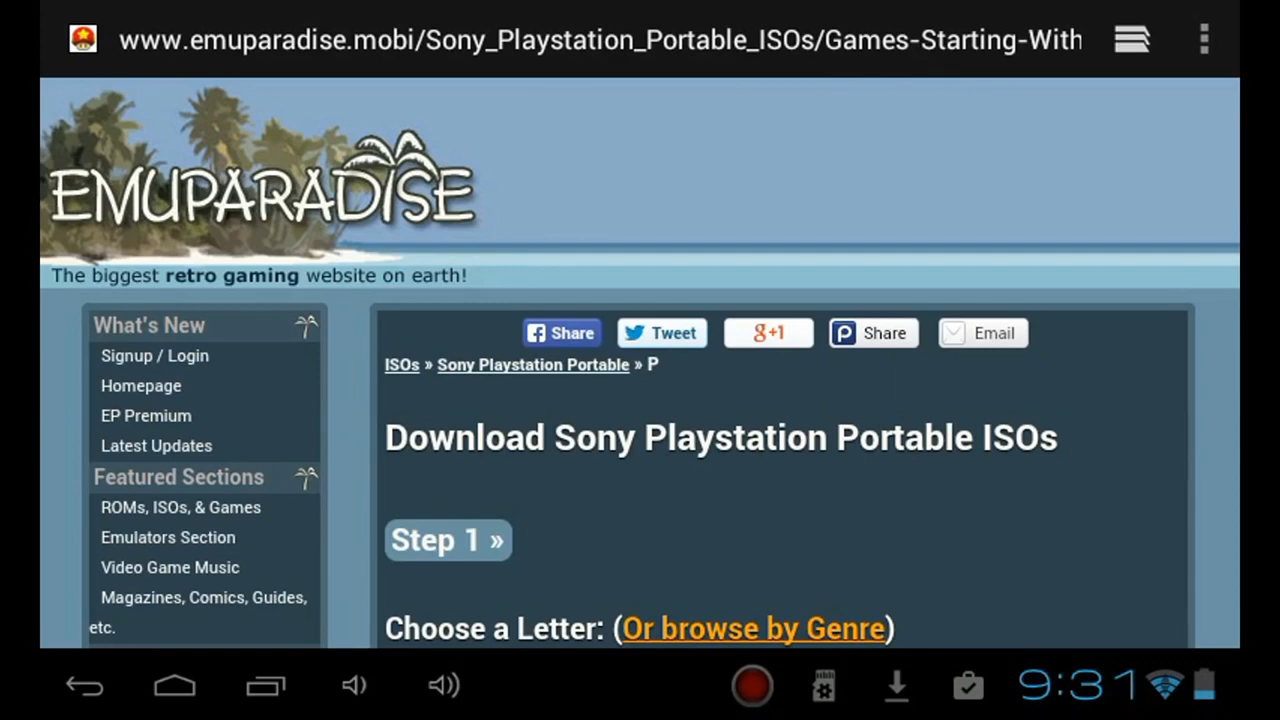 www.emuparadise.mobi/Sony_Playstation_Portable_ISOs/Games-Starting-With
EMUPARADISE
The biggest retro gaming website on earth!
What's New
Signup / Login
Homepage
EP Premium
Latest Updates
Featured Sections
ROMs, ISOs, & Games
Emulators Section
Video Game Music
Magazines, Comics, Guides,
etc.
Share Tweet g+1 Share Email
ISOs » Sony Playstation Portable » P
Download Sony Playstation Portable ISOs
Step 1 »
Choose a Letter: (Or browse by Genre)
9:31